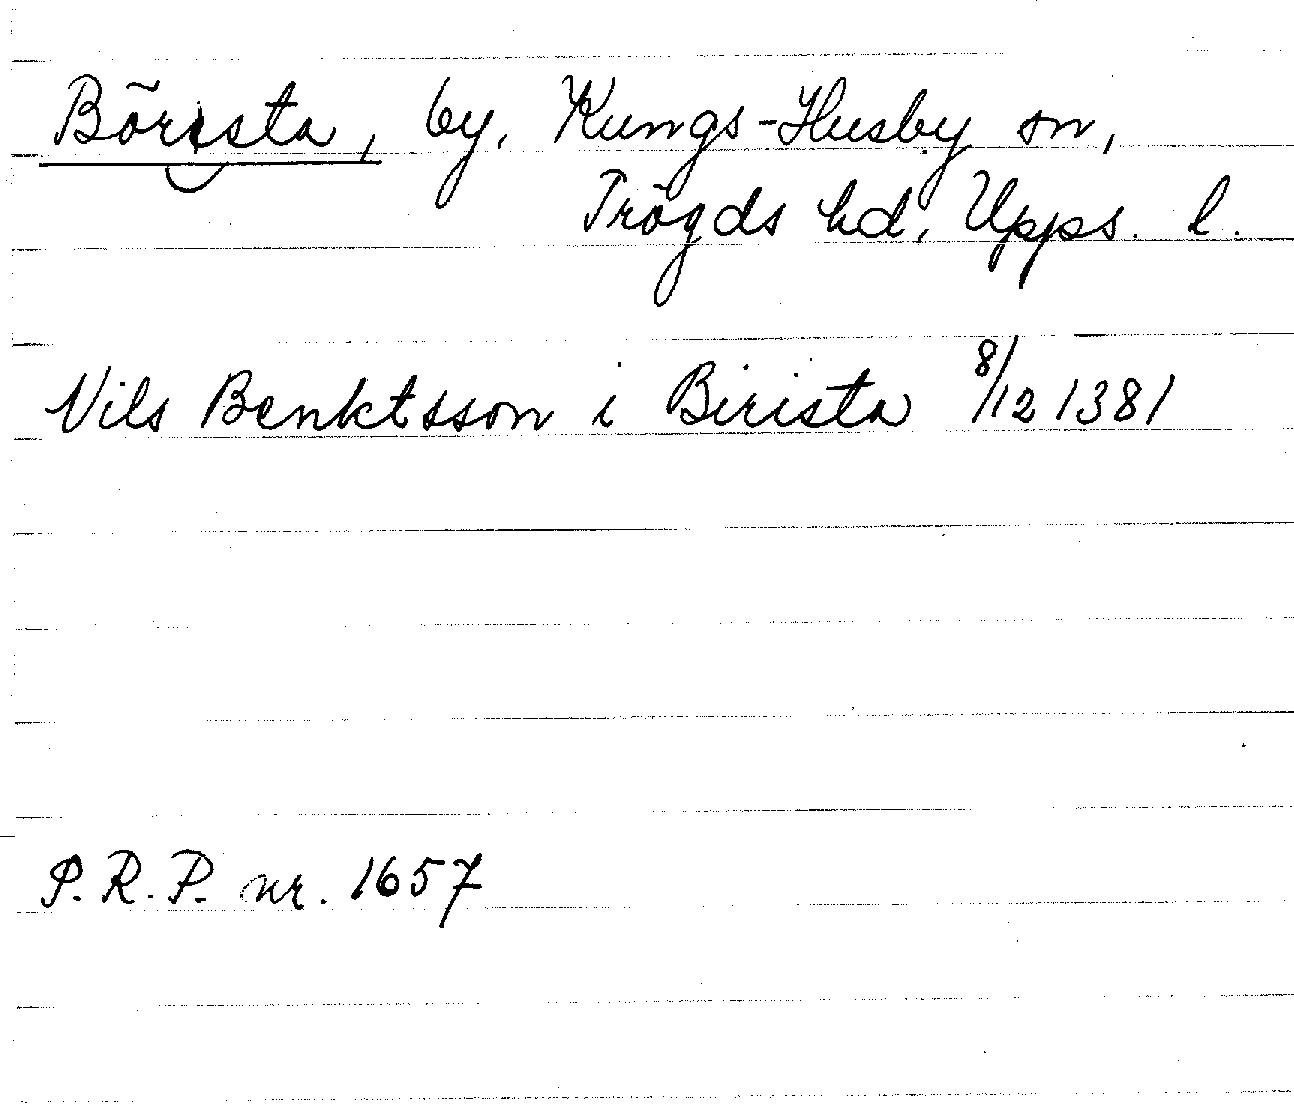 Börsta, by, Kungs-Husby sn,
Trögds hd, Upps. l.
Nils Benktsson i Birista 8/12 1381
P.R.P. nr. 1657